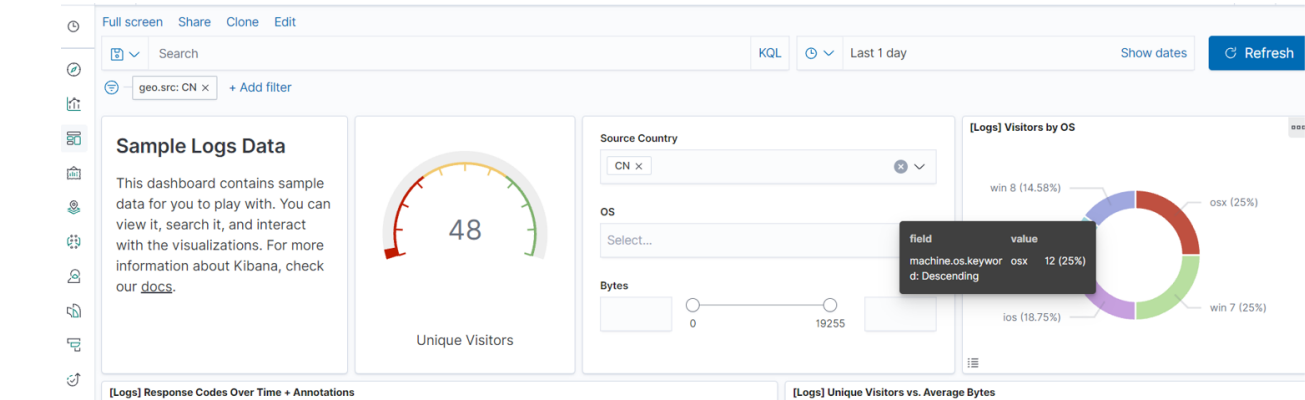 Full screen Share Clone Edit
Search KQL Last 1 day Show dates Refresh
geo.src: CN × + Add filter
Sample Logs Data
This dashboard contains sample
data for you to play with. You can
view it, search it, and interact
with the visualizations. For more
information about Kibana, check
our docs.
48
Unique Visitors
Source Country
CN ×
OS
Select...
Bytes
0 19255
[Logs] Visitors by OS
win 8 (14.58%)
osx (25%)
field value
machine.os.keywor osx 12 (25%)
d: Descending
ios (18.75%)
win 7 (25%)
[Logs] Response Codes Over Time + Annotations
[Logs] Unique Visitors vs. Average Bytes